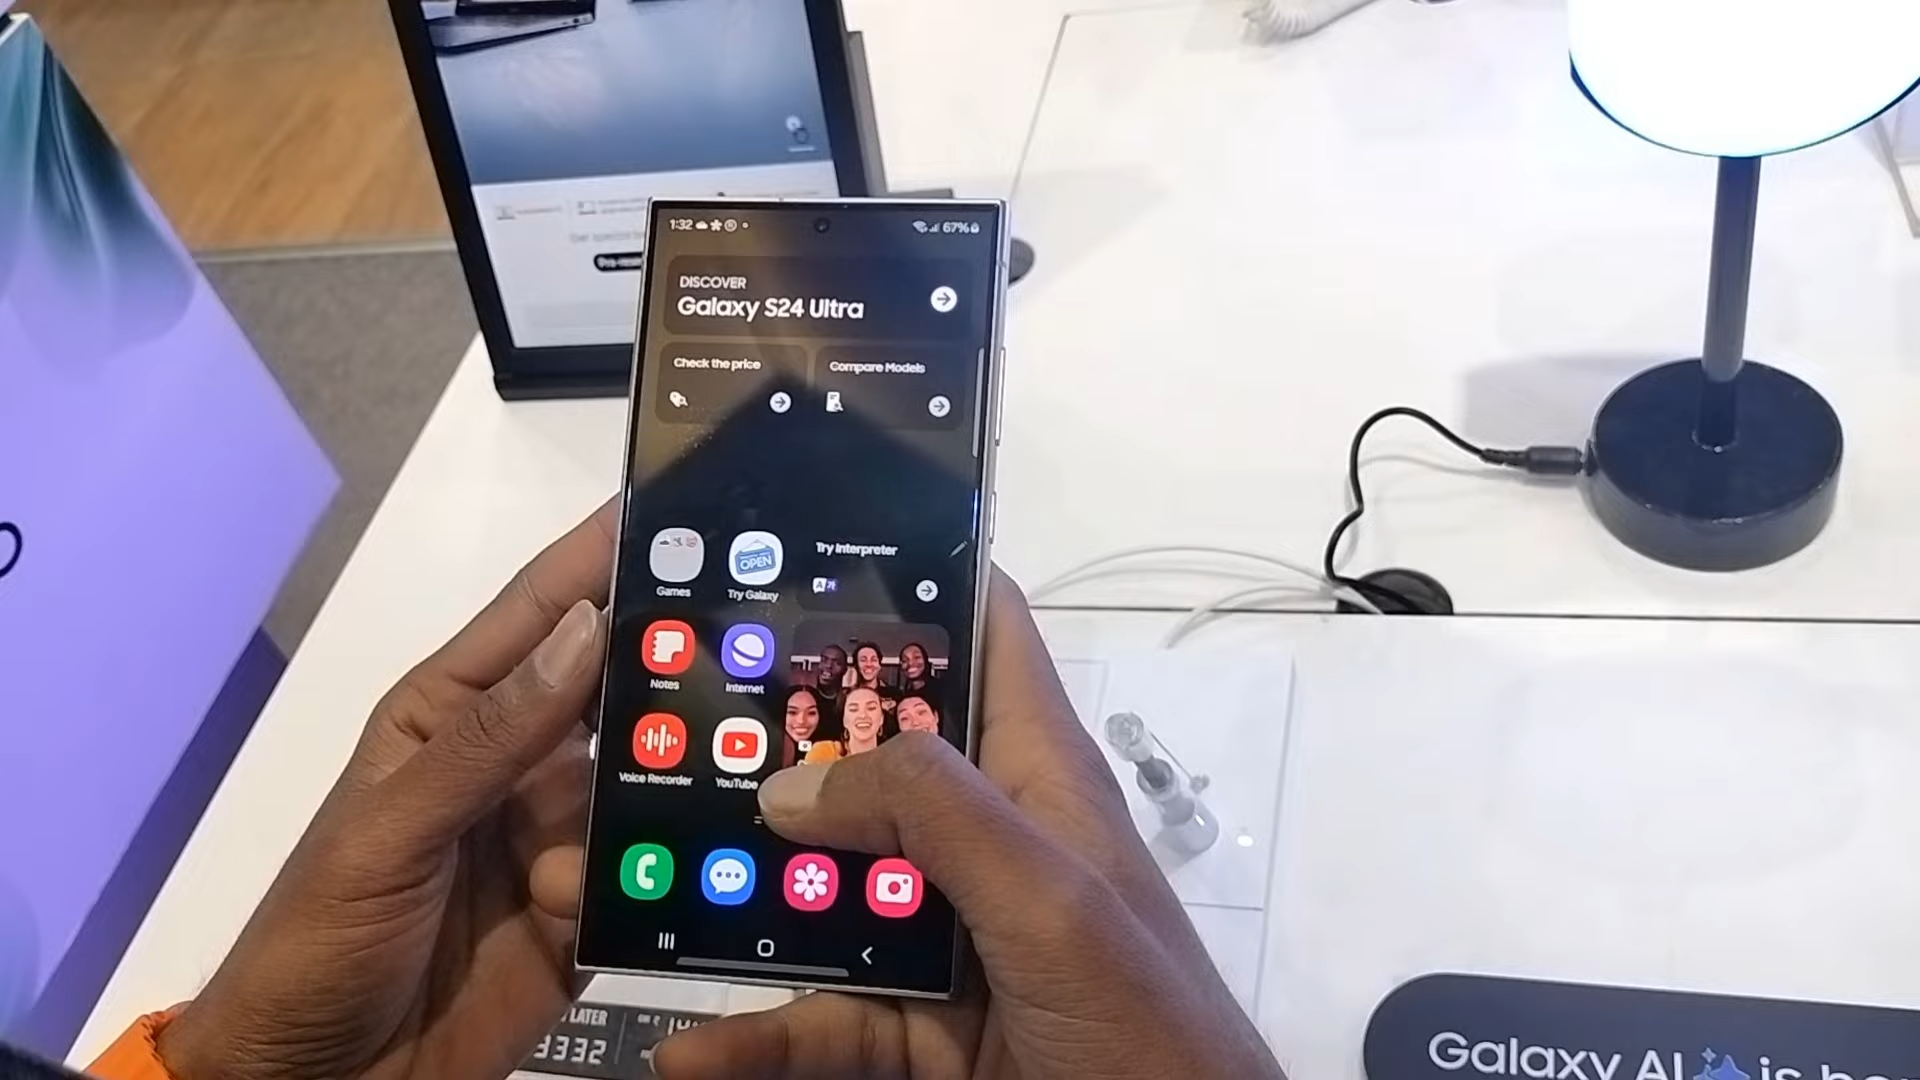 1:32
67%
DISCOVER
Galaxy S24 Ultra
Check the price
Compare Models
OPEN
Try Interpreter
Games
Try Galaxy
Notes
Internet
Voice Recorder
YouTube
LATER
3332
Galaxy AI is